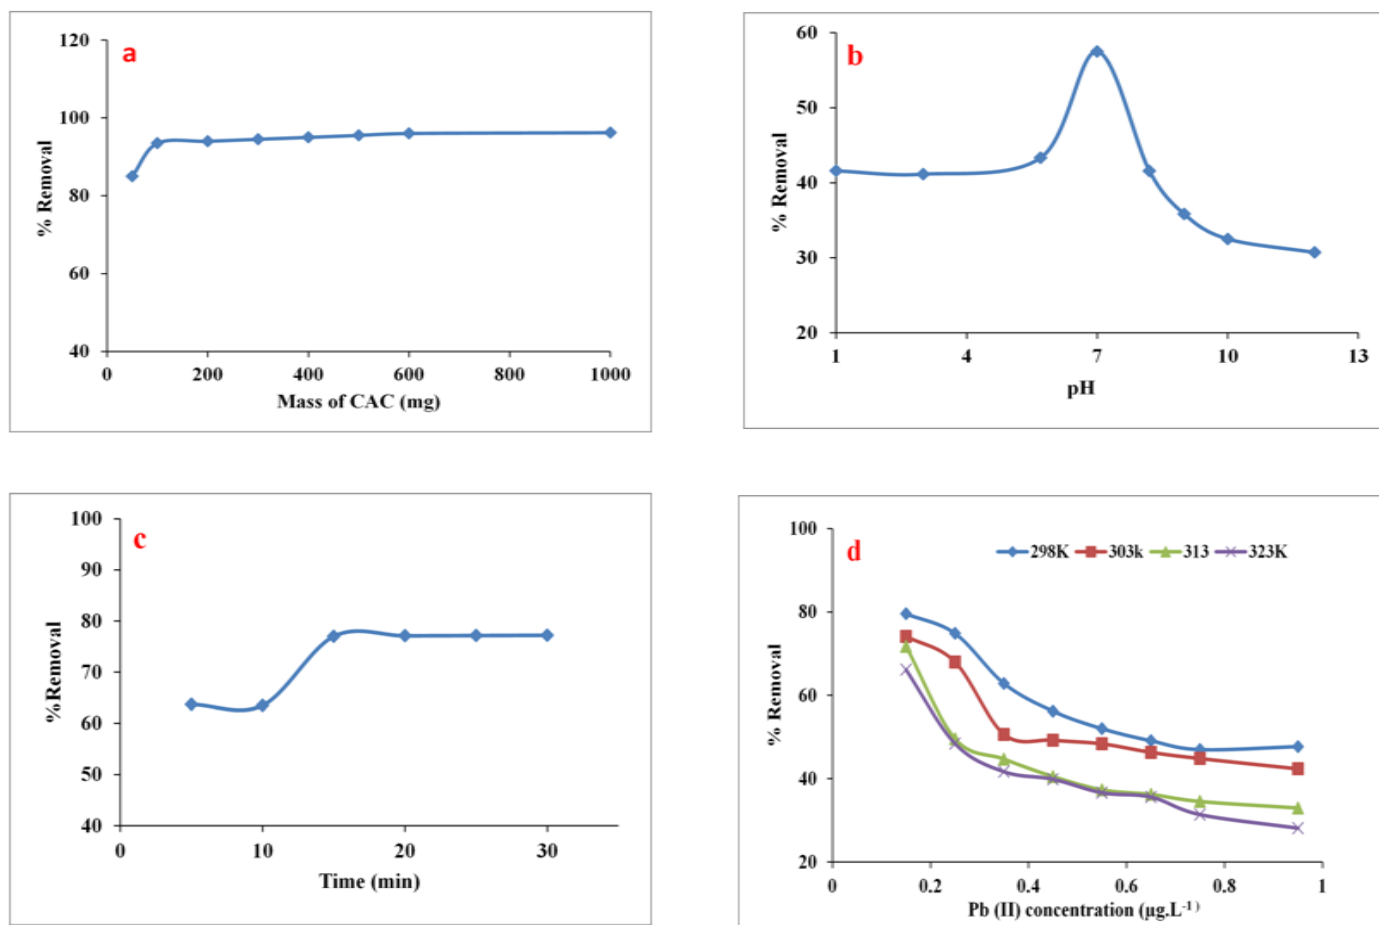 a
120
100
80
60
40
% Removal
0 200 400 600 800 1000
Mass of CAC (mg)
b
60
50
40
30
20
% Removal
1 4 7 10 13
pH
c
100
90
80
70
60
50
40
%Removal
0 10 20 30
Time (min)
d
298K 303k 313 323K
100
80
60
40
20
% Removal
0 0.2 0.4 0.6 0.8 1
Pb (II) concentration (µg.L⁻¹)